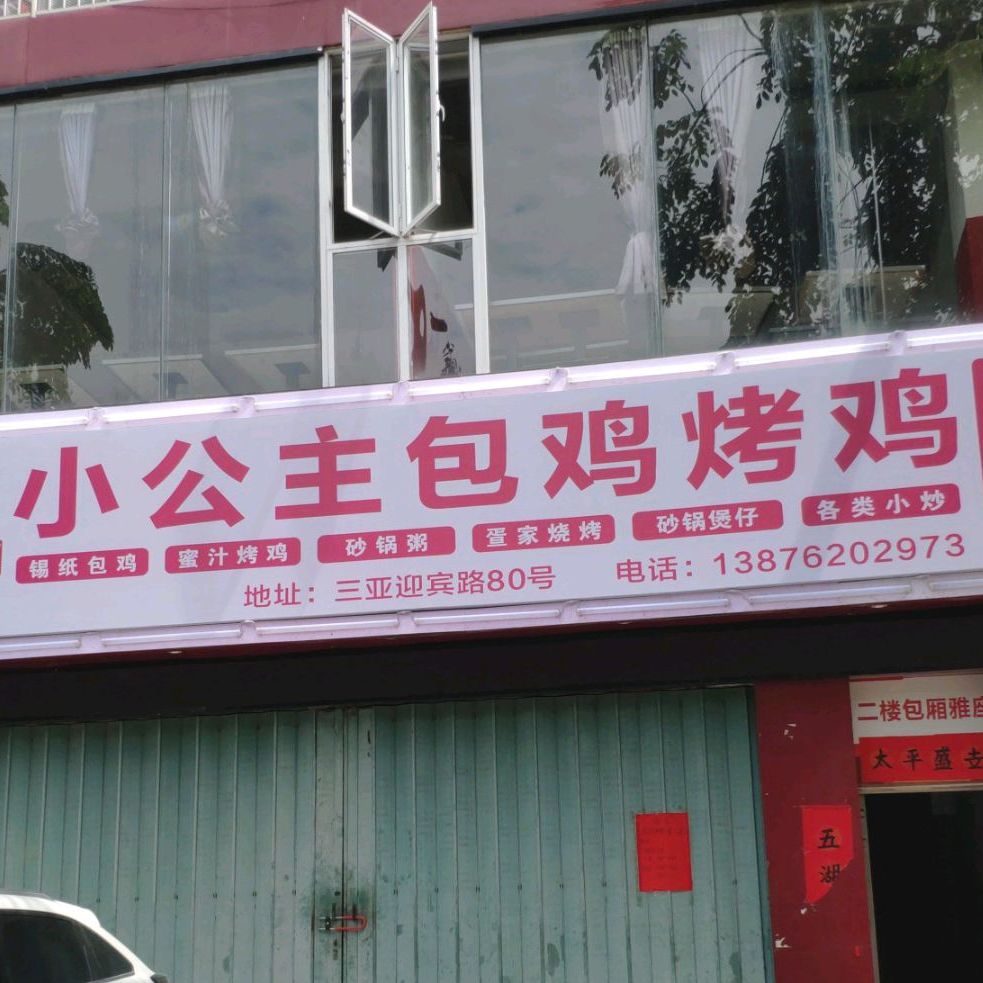 小公主包鸡烤鸡
锡纸包鸡 蜜汁烤鸡 砂锅粥 疍家烧烤 砂锅煲仔 各类小炒
地址：三亚迎宾路80号 电话：13876202973
二楼包厢雅座
太平盛
五湖